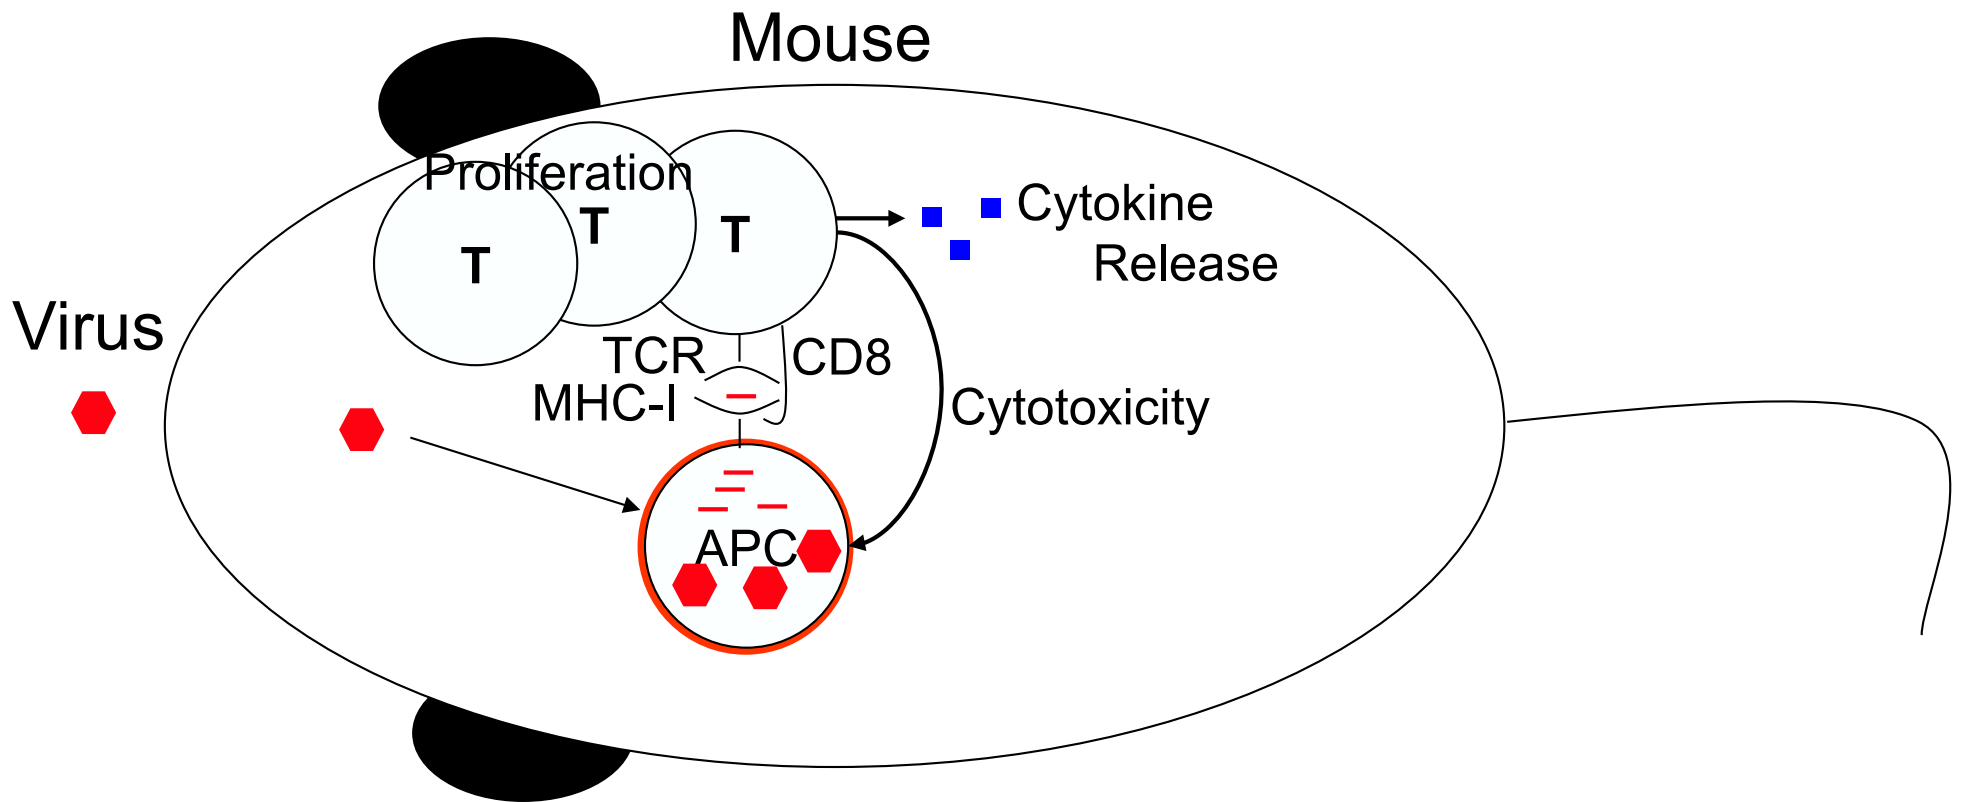 Mouse
Proliferation
T
T
T
Cytokine
Release
Virus
TCR
CD8
MHC-I
Cytotoxicity
APC